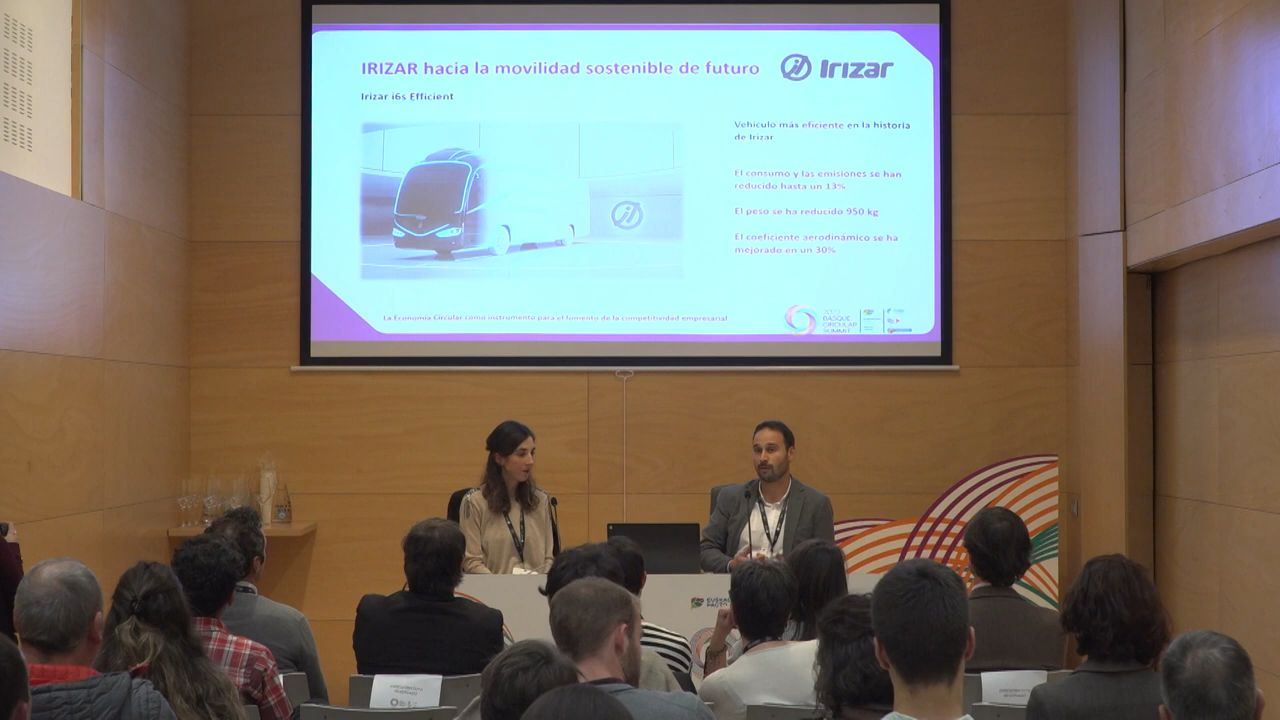 IRIZAR hacia la movilidad sostenible de futuro
Irizar
Irizar i6s Efficient
Vehículo más eficiente en la historia
de Irizar
El consumo y las emisiones se han
reducido hasta un 13%
El peso se ha reducido 950 kg
El coeficiente aerodinámico se ha
mejorado en un 30%
La Economía Circular como instrumento para el fomento de la competitividad empresarial
BASQUE
CIRCULAR
SUMMIT